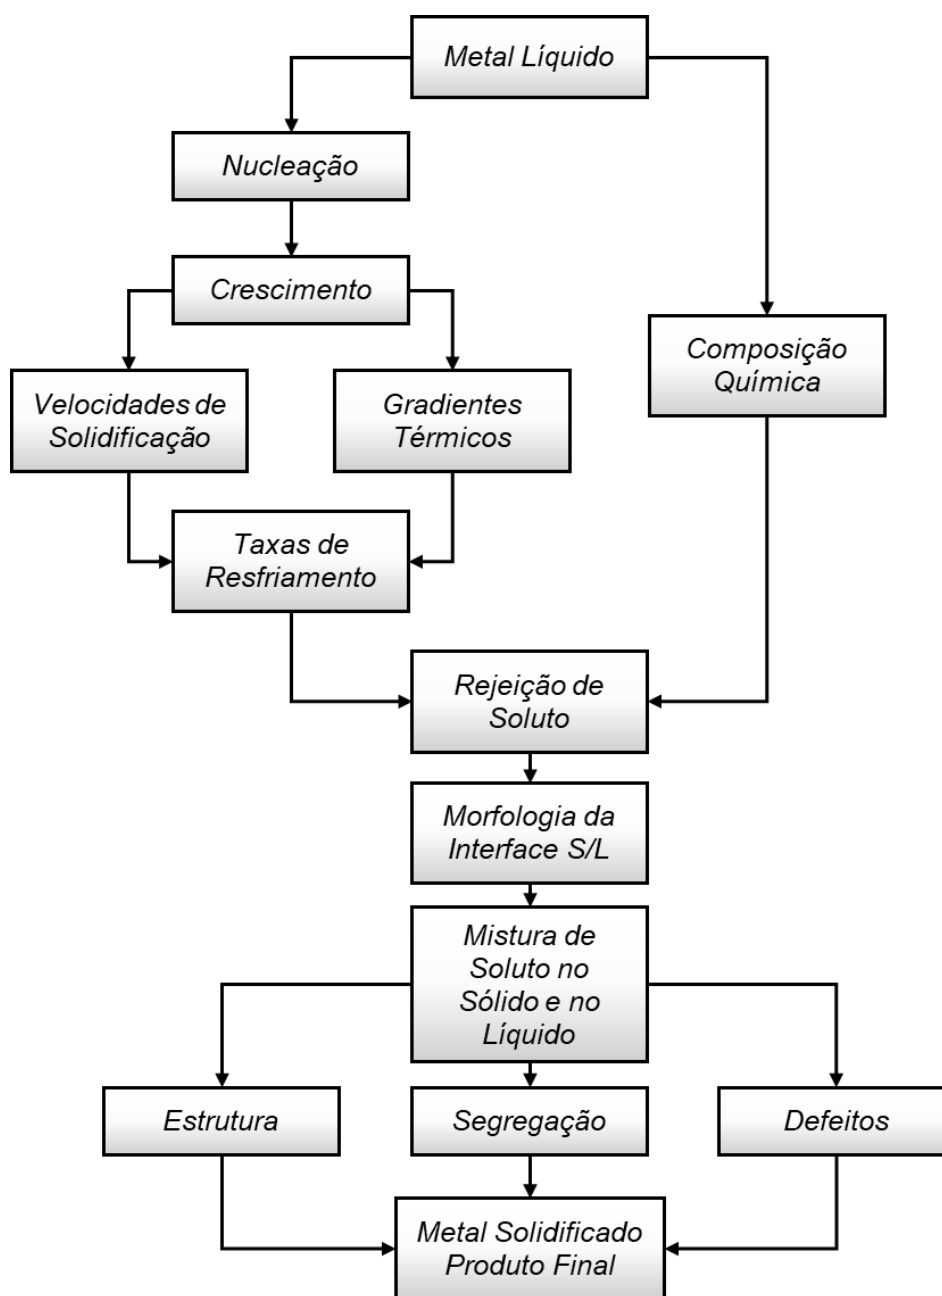 Metal Líquido
Nucleação
Crescimento
Composição
Química
Velocidades de
Solidificação
Gradientes
Térmicos
Taxas de
Resfriamento
Rejeição de
Soluto
Morfologia da
Interface S/L
Mistura de
Soluto no
Sólido e no
Líquido
Estrutura
Segregação
Defeitos
Metal Solidificado
Produto Final